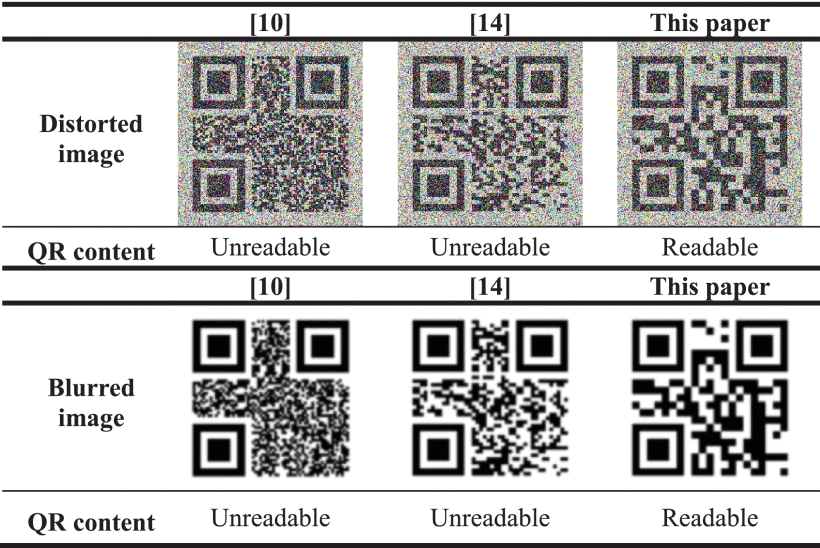 [10] [14] This paper
Distorted
image
QR content Unreadable Unreadable Readable
[10] [14] This paper
Blurred
image
QR content Unreadable Unreadable Readable